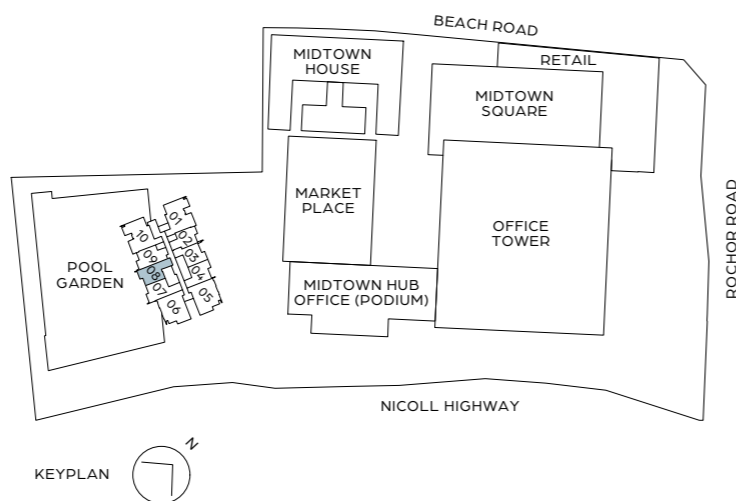 BEACH ROAD
MIDTOWN
HOUSE
RETAIL
MIDTOWN
SQUARE
MARKET
PLACE
OFFICE
TOWER
ROCHOR ROAD
POOL
GARDEN
01
02
03
04
05
10
09
08
07
06
MIDTOWN HUB
OFFICE (PODIUM)
NICOLL HIGHWAY
KEYPLAN
N